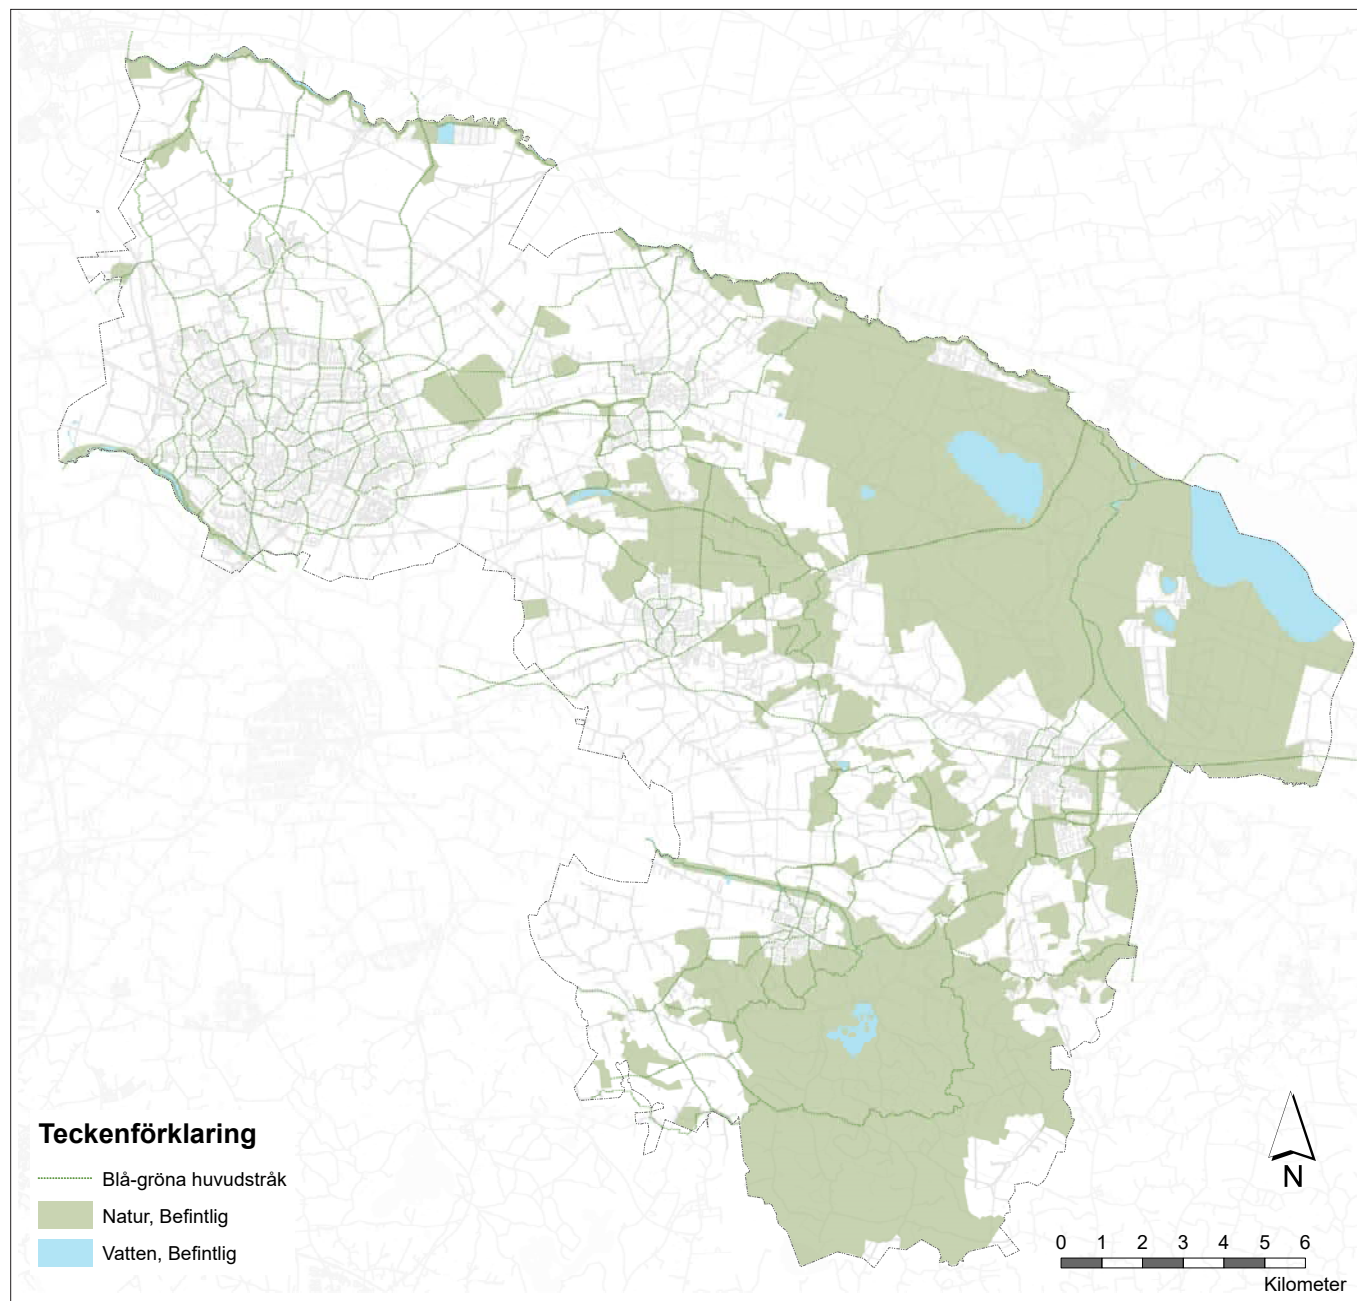 Teckenförklaring
Blå-gröna huvudstråk
Natur, Befintlig
Vatten, Befintlig
N
0 1 2 3 4 5 6
Kilometer